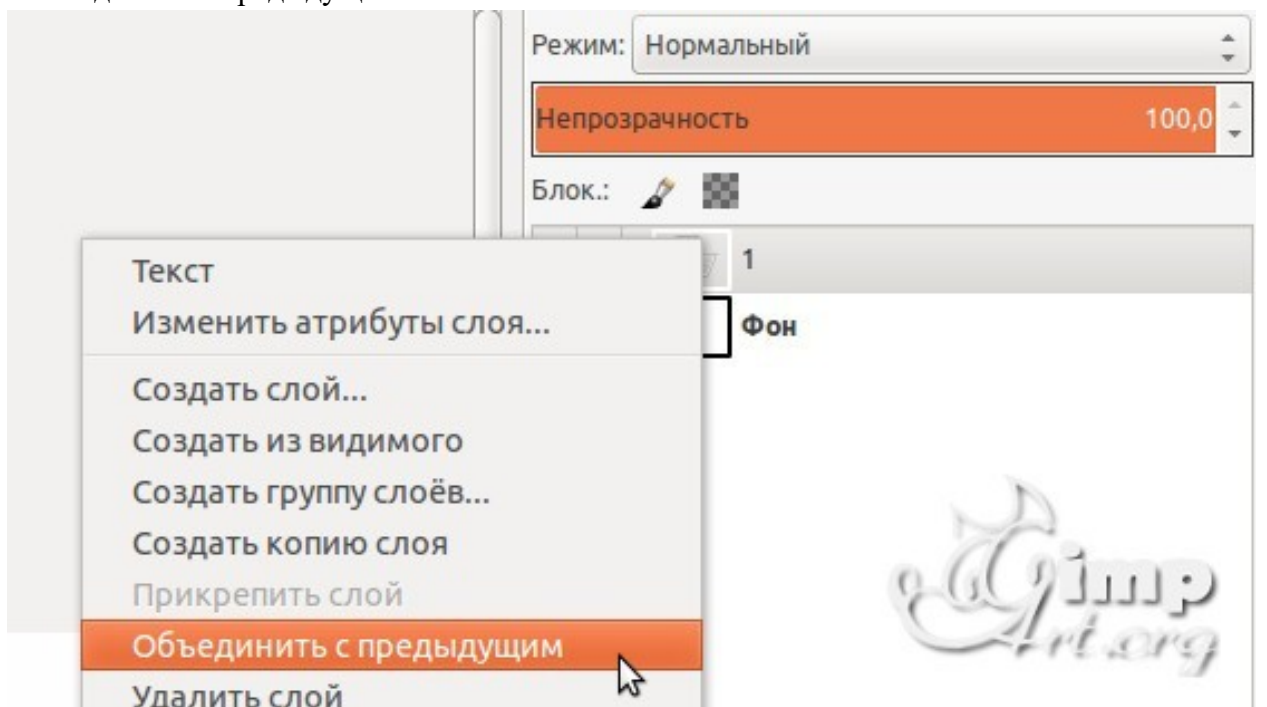 Режим: Нормальный
Непрозрачность 100,0
Блок.:
1
Фон
Текст
Изменить атрибуты слоя...
Создать слой...
Создать из видимого
Создать группу слоёв...
Создать копию слоя
Прикрепить слой
Объединить с предыдущим
Удалить слой
Gimp
Art.org